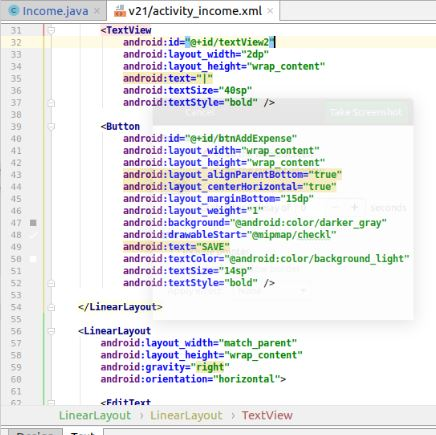 Income.java × v21/activity_income.xml ×
31 <TextView
32 android:id="@+id/textView2"
33 android:layout_width="2dp"
34 android:layout_height="wrap_content"
35 android:text="|"
36 android:textSize="40sp"
37 android:textStyle="bold" />
Cancel Take Screenshot
38
39 <Button
40 android:id="@+id/btnAddExpense"
41 android:layout_width="wrap_content"
42 android:layout_height="wrap_content"
43 android:layout_alignParentBottom="true"
44 android:layout_centerHorizontal="true"
45 android:layout_marginBottom="15dp"
46 android:layout_weight="1"
seconds
47 android:background="@android:color/darker_gray"
48 android:drawableStart="@mipmap/checkl"
49 android:text="SAVE"
50 android:textColor="@android:color/background_light"
51 android:textSize="14sp"
52 android:textStyle="bold" />
53
54 </LinearLayout>
55
56 <LinearLayout
57 android:layout_width="match_parent"
58 android:layout_height="wrap_content"
59 android:gravity="right"
60 android:orientation="horizontal">
61
62 <EditText
LinearLayout › LinearLayout › TextView
Design Text